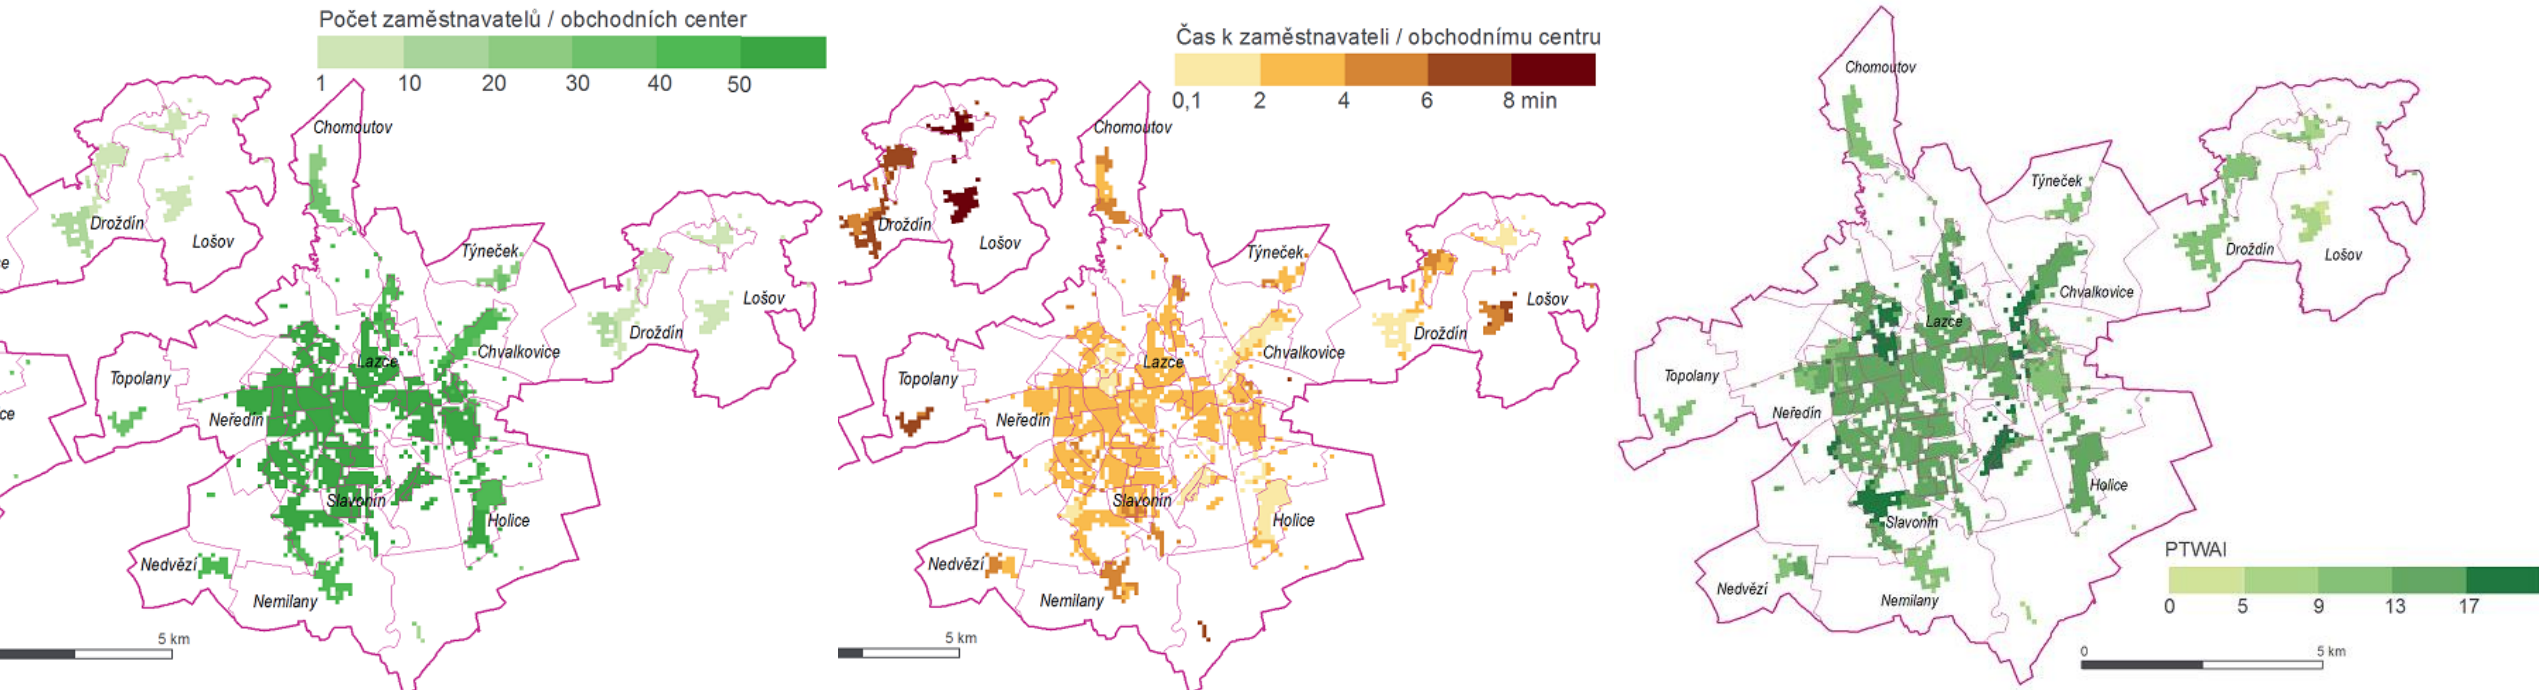 Počet zaměstnavatelů / obchodních center
1 10 20 30 40 50
Chomoutov
Droždín
Lošov
e
Týneček
Lošov
Droždín
Chvalkovice
Lazce
Topolany
ce
Neředín
Slavonín
Holice
Nedvězí
Nemilany
5 km
Čas k zaměstnavateli / obchodnímu centru
0,1 2 4 6 8 min
Chomoutov
Droždín
Lošov
Týneček
Lošov
Droždín
Chvalkovice
Lazce
Topolany
Neředín
Slavonín
Holice
Nedvězí
Nemilany
5 km
Chomoutov
Týneček
Droždín
Lošov
Chvalkovice
Lazce
Topolany
Neředín
Holice
Slavonín
Nedvězí
Nemilany
PTWAI
0 5 9 13 17
0 5 km